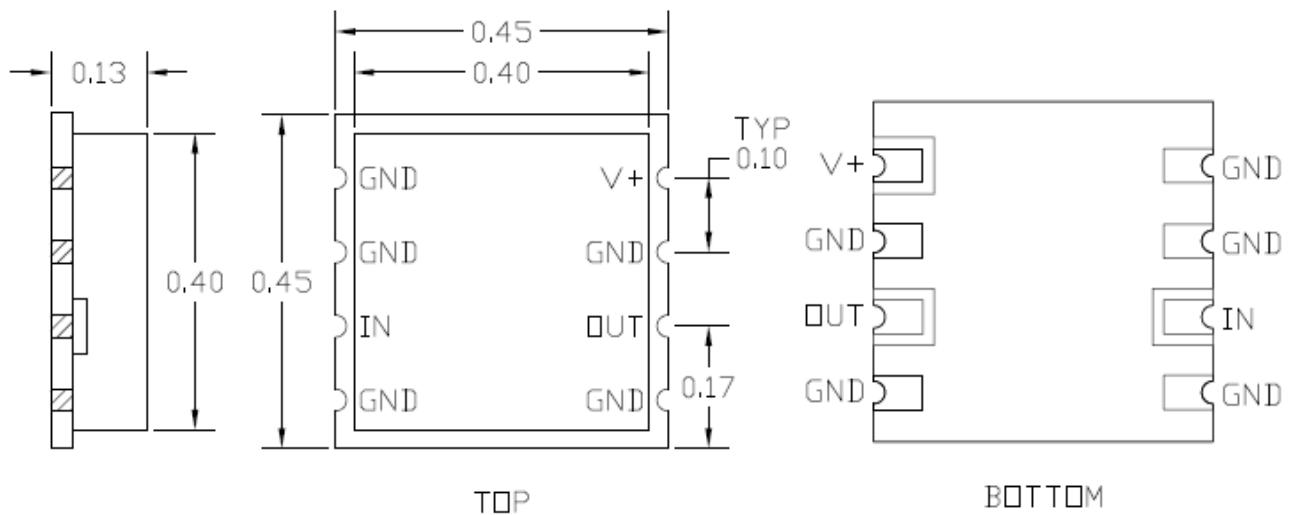 0.45
0.13
0.40
TYP
0.10
GND
V+
GND
GND
0.40
0.45
IN
OUT
GND
GND
0.17
TOP
V+
GND
GND
GND
OUT
IN
GND
GND
BOTTOM